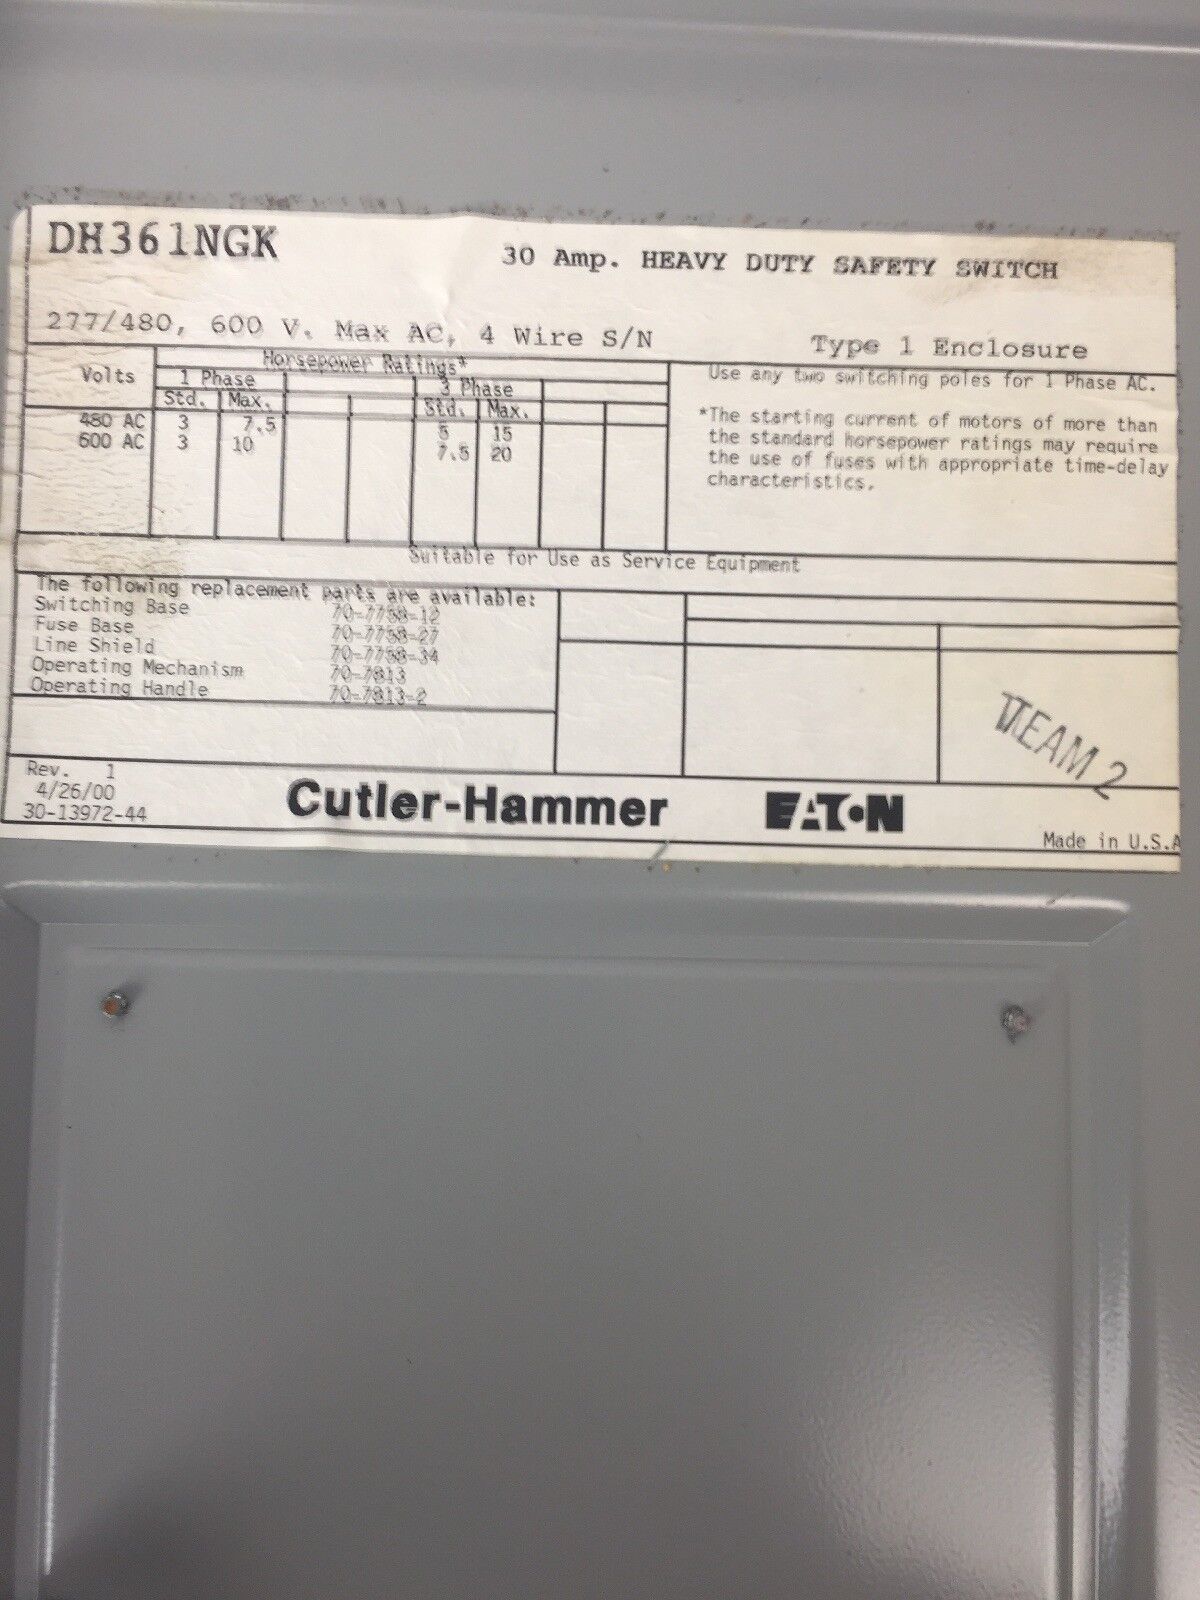 DH361NGK
30 Amp. HEAVY DUTY SAFETY SWITCH
277/480, 600 V. Max AC, 4 Wire S/N
Type 1 Enclosure
Volts
Horsepower Ratings*
1 Phase
3 Phase
Std. Max. Std. Max.
480 AC 3 7.5 5 15
600 AC 3 10 7.5 20
Use any two switching poles for 1 Phase AC.
*The starting current of motors of more than
the standard horsepower ratings may require
the use of fuses with appropriate time-delay
characteristics.
Suitable for Use as Service Equipment
The following replacement parts are available:
Switching Base 70-7758-12
Fuse Base 70-7758-27
Line Shield 70-7758-34
Operating Mechanism 70-7813
Operating Handle 70-7813-2
TEAM 2
Rev. 1
4/26/00
30-13972-44
Cutler-Hammer
EATON
Made in U.S.A